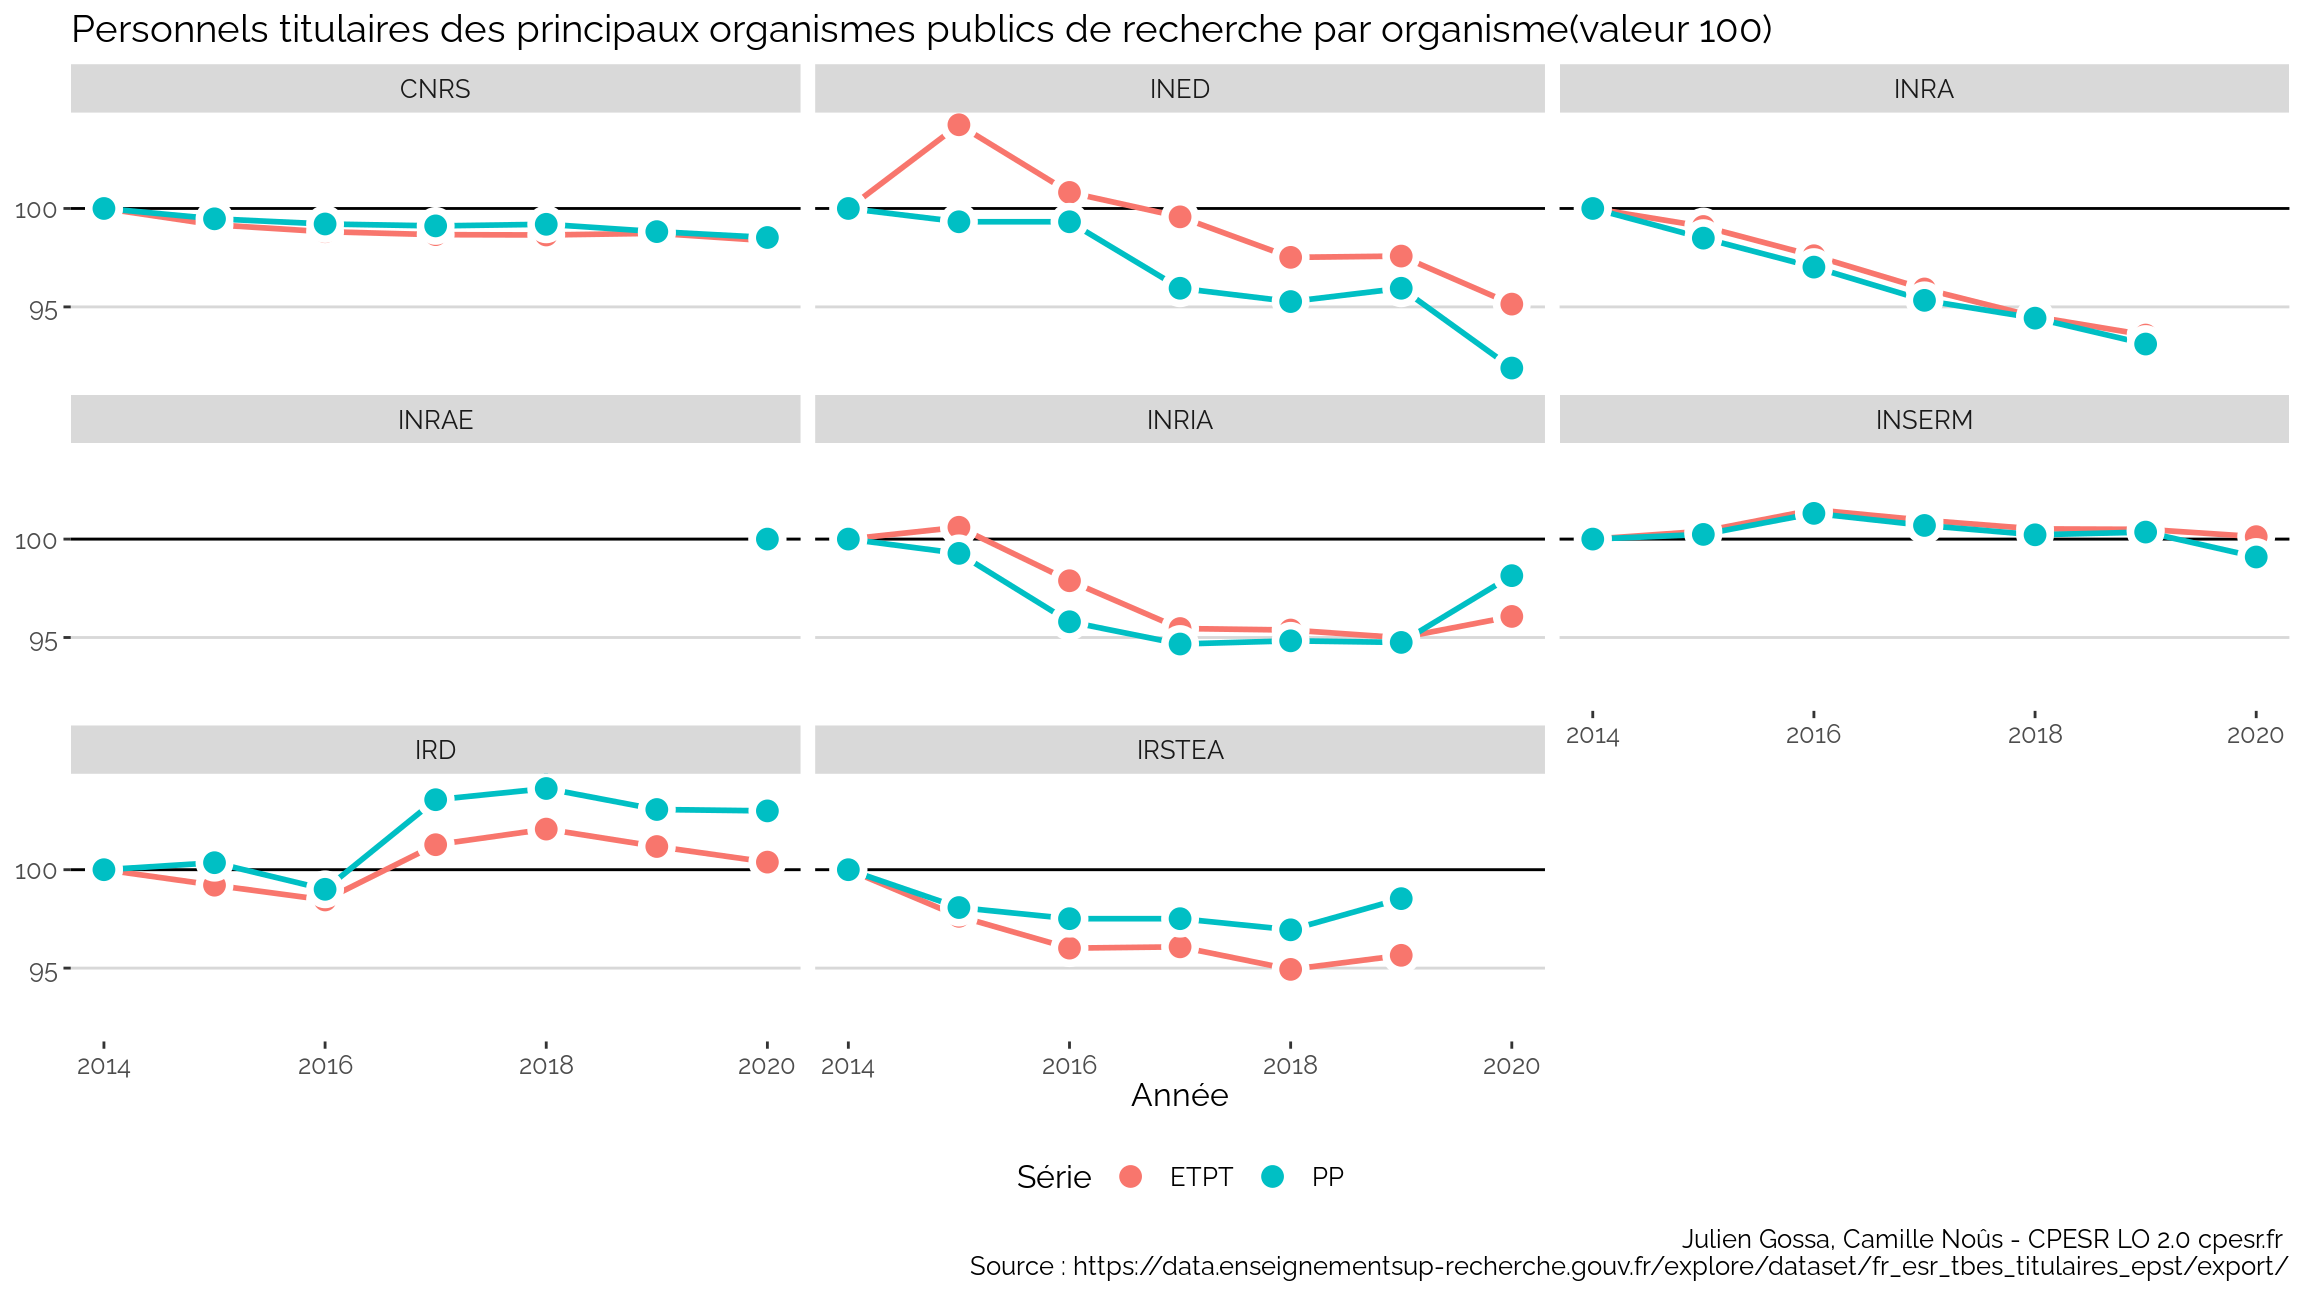 Personnels titulaires des principaux organismes publics de recherche par organisme(valeur 100)
CNRS
INED
INRA
100
95
INRAE
INRIA
INSERM
100
95
2014 2016 2018 2020
IRD
IRSTEA
100
95
2014 2016 2018 2020 2014 2016 2018 2020
Année
Série ETPT PP
Julien Gossa, Camille Noûs - CPESR LO 2.0 cpesr.fr
Source : https://data.enseignementsup-recherche.gouv.fr/explore/dataset/fr_esr_tbes_titulaires_epst/export/